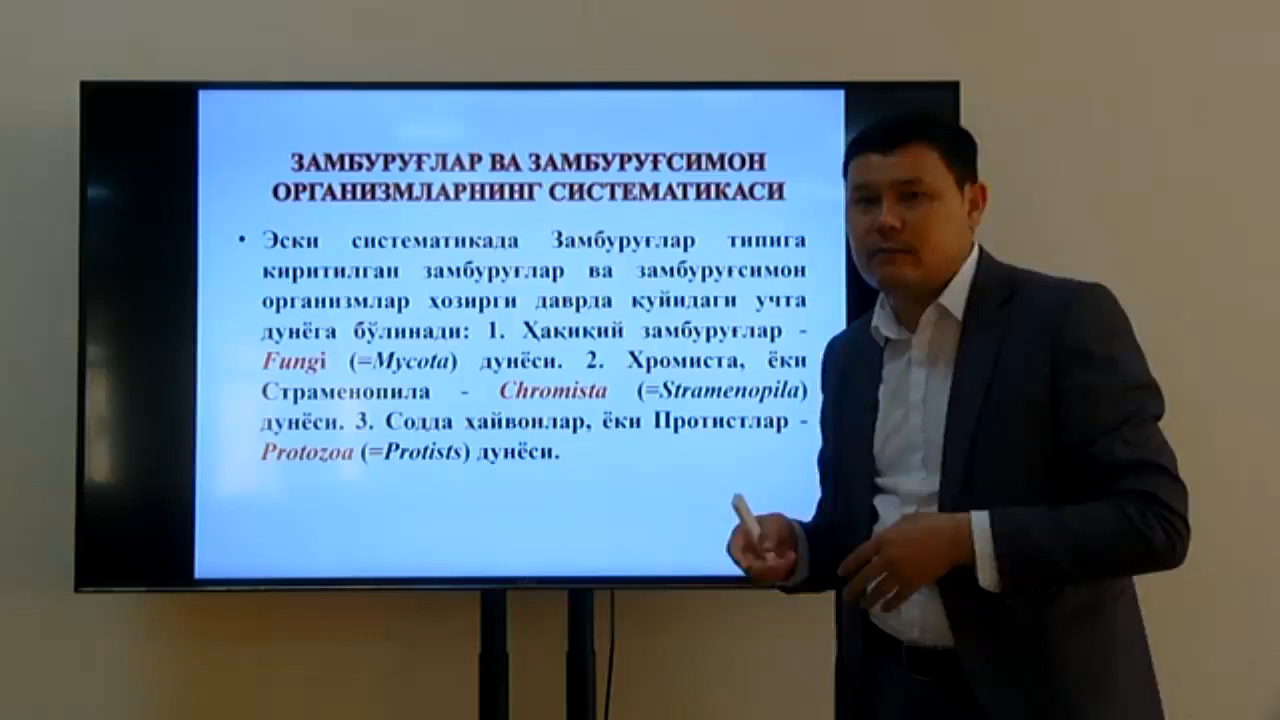 ЗАМБУРУҒЛАР ВА ЗАМБУРУҒСИМОН
ОРГАНИЗМЛАРНИНГ СИСТЕМАТИКАСИ
• Эски систематикада Замбуруғлар типига
киритилган замбуруғлар ва замбуруғсимон
организмлар ҳозирги даврда қуйидаги учта
дунёга бўлинади: 1. Ҳақиқий замбуруғлар -
Fungi (=Mycota) дунёси. 2. Хромиста, ёки
Страменопила - Chromista (=Stramenopila)
дунёси. 3. Содда ҳайвонлар, ёки Протистлар -
Protozoa (=Protists) дунёси.